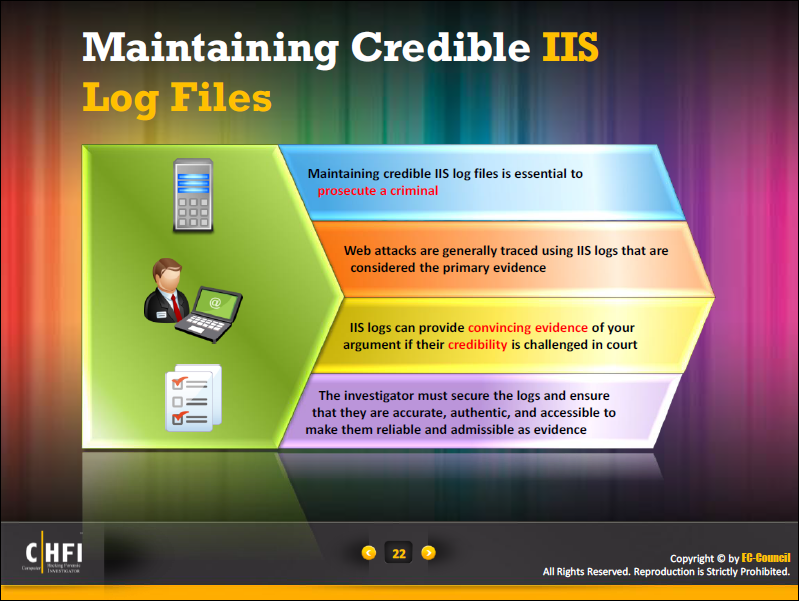 Maintaining Credible IIS
Log Files
Maintaining credible IIS log files is essential to
prosecute a criminal
Web attacks are generally traced using IIS logs that are
considered the primary evidence
@
IIS logs can provide convincing evidence of your
argument if their credibility is challenged in court
The investigator must secure the logs and ensure
that they are accurate, authentic, and accessible to
make them reliable and admissible as evidence
CHFI
Computer Hacking Forensic
INVESTIGATOR
22
Copyright © by EC-Council
All Rights Reserved. Reproduction is Strictly Prohibited.